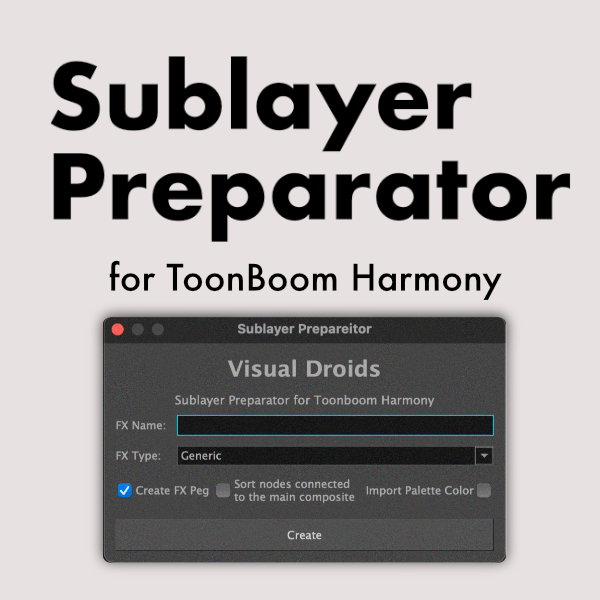 Sublayer
Preparator
for ToonBoom Harmony
Sublayer Prepareitor
Visual Droids
Sublayer Preparator for Toonboom Harmony
FX Name:
FX Type: Generic
Create FX Peg Sort nodes connected
to the main composite Import Palette Color
Create